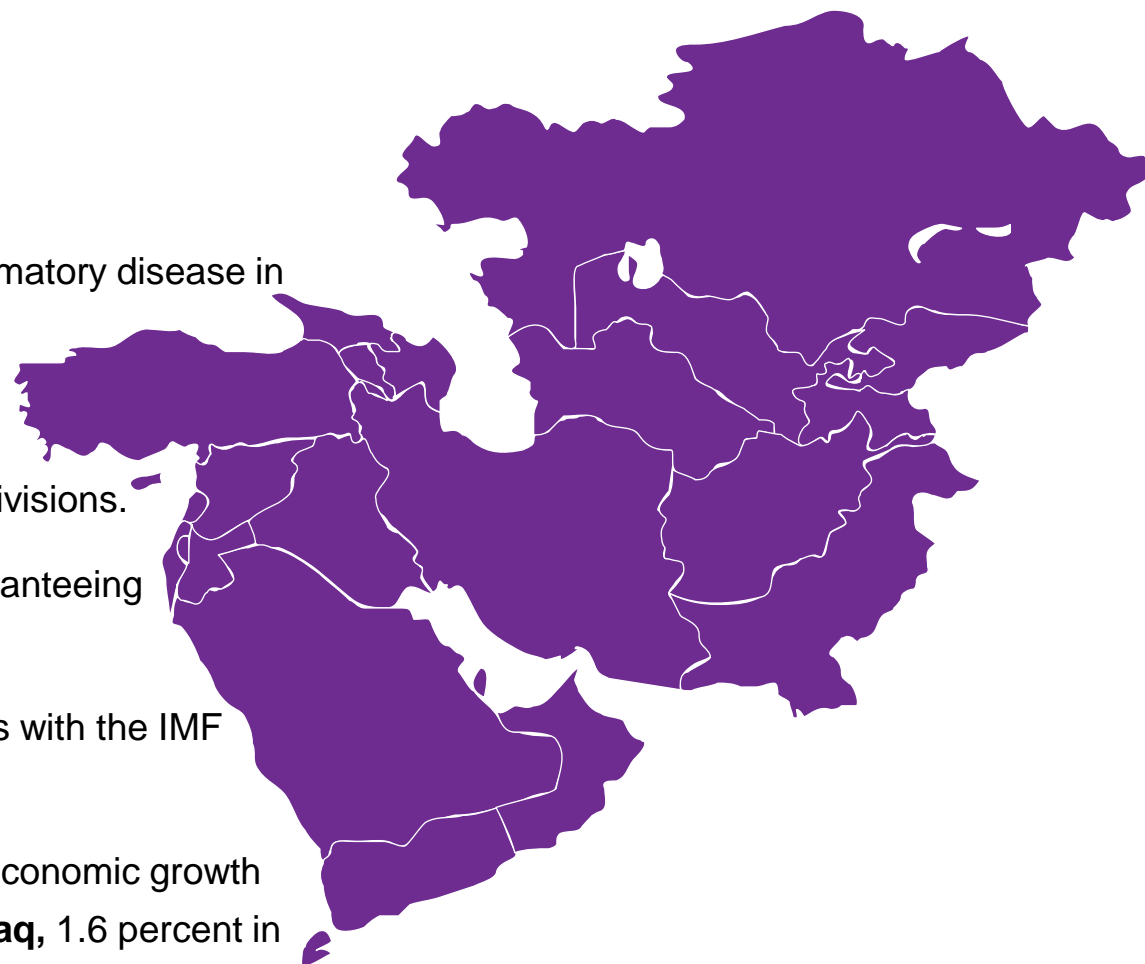 matory disease in
ivisions.
anteeing
s with the IMF
conomic growth
aq, 1.6 percent in